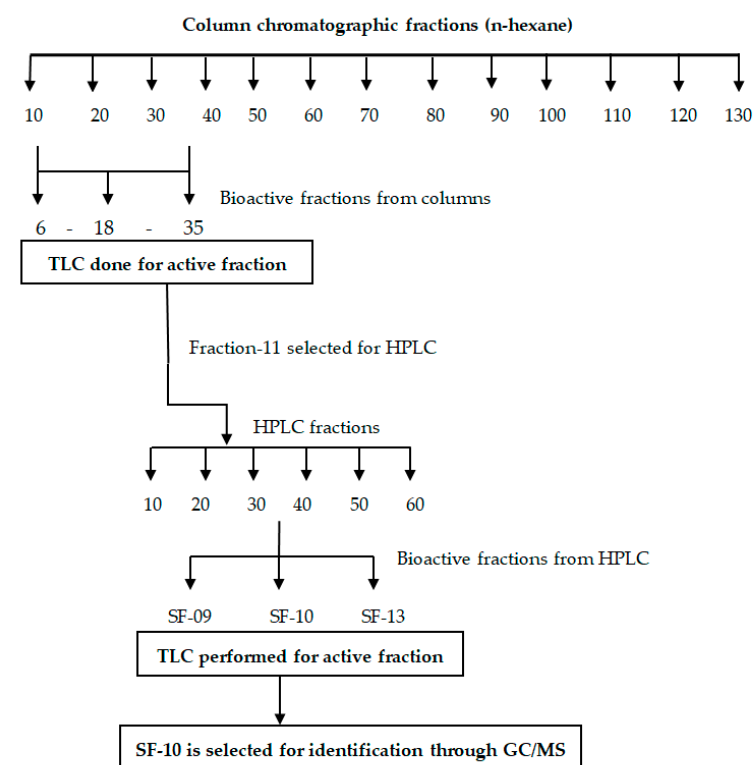 Column chromatographic fractions (n-hexane)
10 20 30 40 50 60 70 80 90 100 110 120 130
Bioactive fractions from columns
6 - 18 - 35
TLC done for active fraction
Fraction-11 selected for HPLC
HPLC fractions
10 20 30 40 50 60
Bioactive fractions from HPLC
SF-09 SF-10 SF-13
TLC performed for active fraction
SF-10 is selected for identification through GC/MS